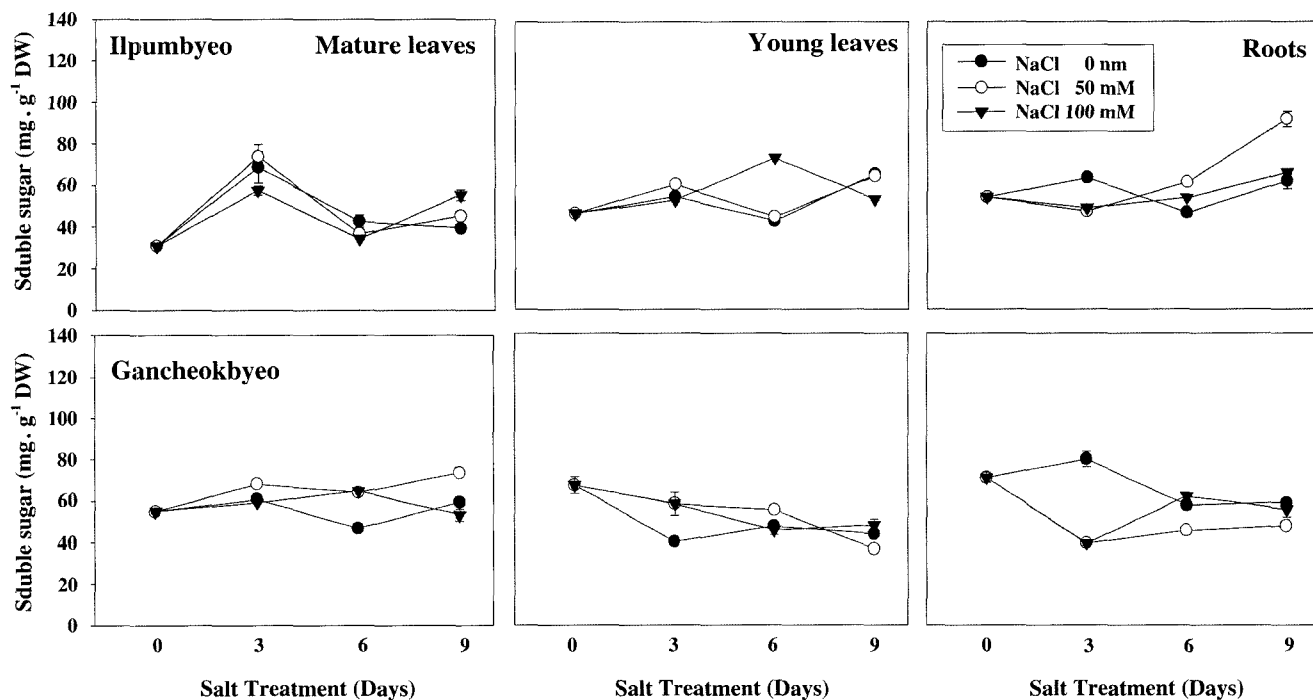 140
120
100
80
60
40
20
0
Sduble sugar (mg. g⁻¹ DW)
Ilpumbyeo
Mature leaves
Young leaves
Roots
NaCl 0 nm
NaCl 50 mM
NaCl 100 mM
140
120
100
80
60
40
20
0
Sduble sugar (mg. g⁻¹ DW)
Gancheokbyeo
0 3 6 9
0 3 6 9
0 3 6 9
Salt Treatment (Days)
Salt Treatment (Days)
Salt Treatment (Days)